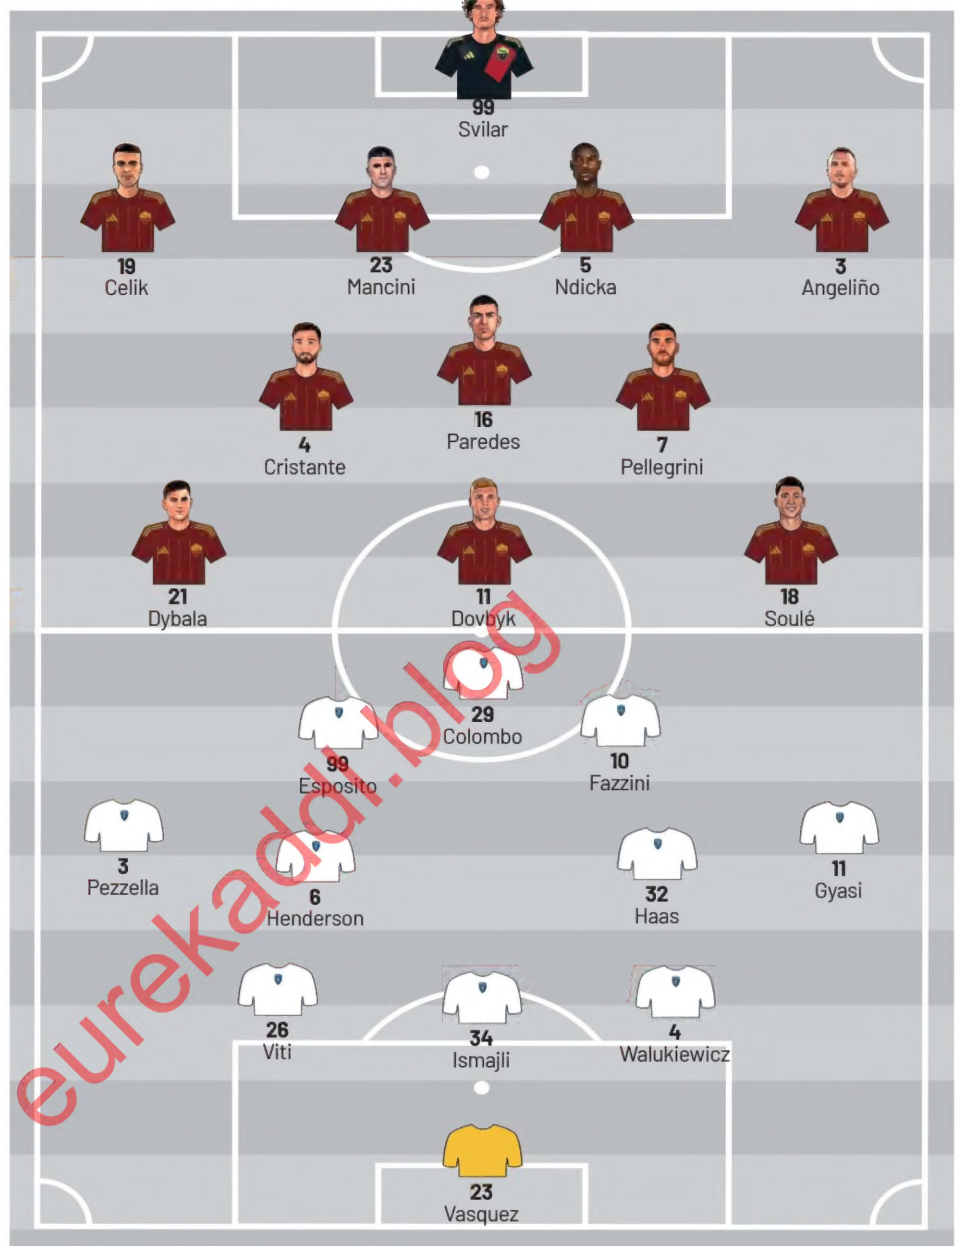 99
Svilar
19
Celik
23
Mancini
5
Ndicka
3
Angeliño
4
Cristante
16
Paredes
7
Pellegrini
21
Dybala
11
Dovbyk
18
Soulé
29
Colombo
99
Esposito
10
Fazzini
3
Pezzella
6
Henderson
32
Haas
11
Gyasi
26
Viti
34
Ismajli
4
Walukiewicz
23
Vasquez
eurekaddl.blog